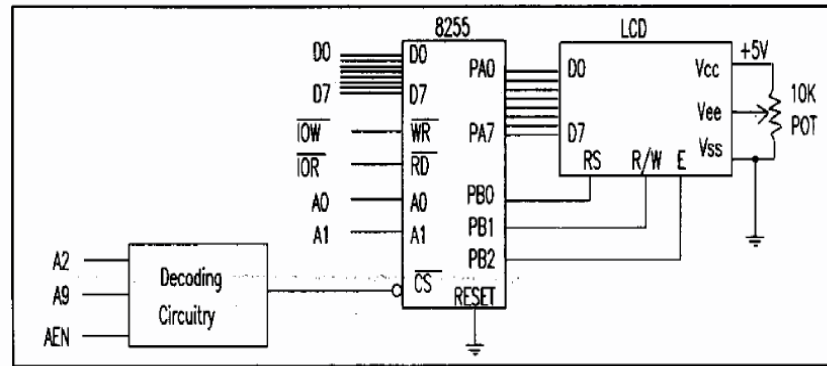 8255
LCD
D0
D7
IOW
IOR
A0
A1
D0
D7
WR
RD
A0
A1
CS
RESET
PA0
PA7
PB0
PB1
PB2
D0
D7
RS R/W E
Vcc
Vee
Vss
+5V
10K
POT
A2
A9
AEN
Decoding
Circuitry